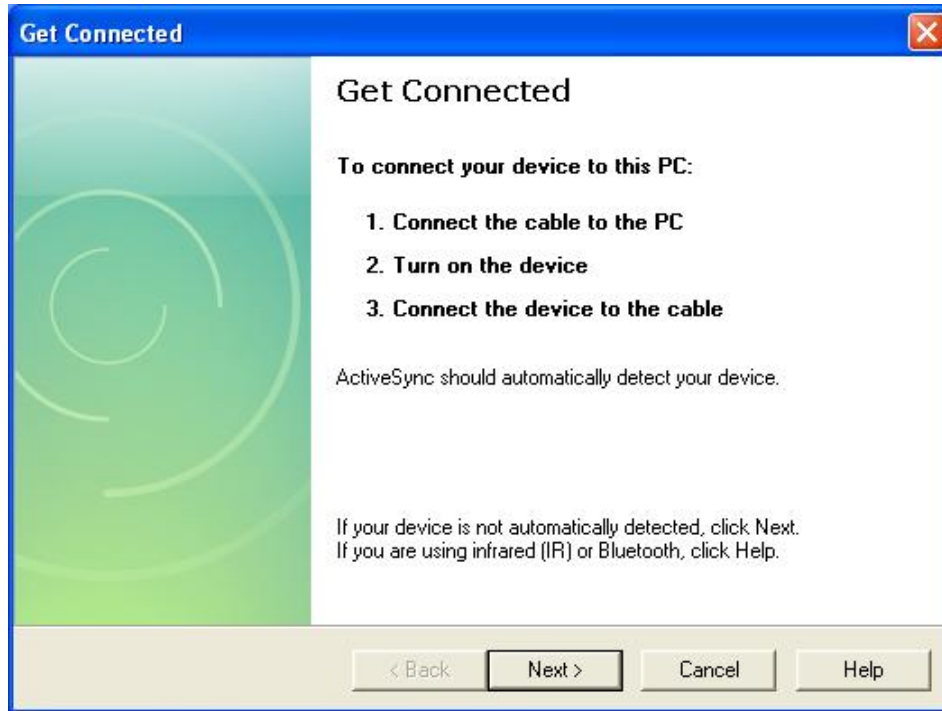 Get Connected
Get Connected
To connect your device to this PC:
1. Connect the cable to the PC
2. Turn on the device
3. Connect the device to the cable
ActiveSync should automatically detect your device.
If your device is not automatically detected, click Next.
If you are using infrared (IR) or Bluetooth, click Help.
< Back Next > Cancel Help